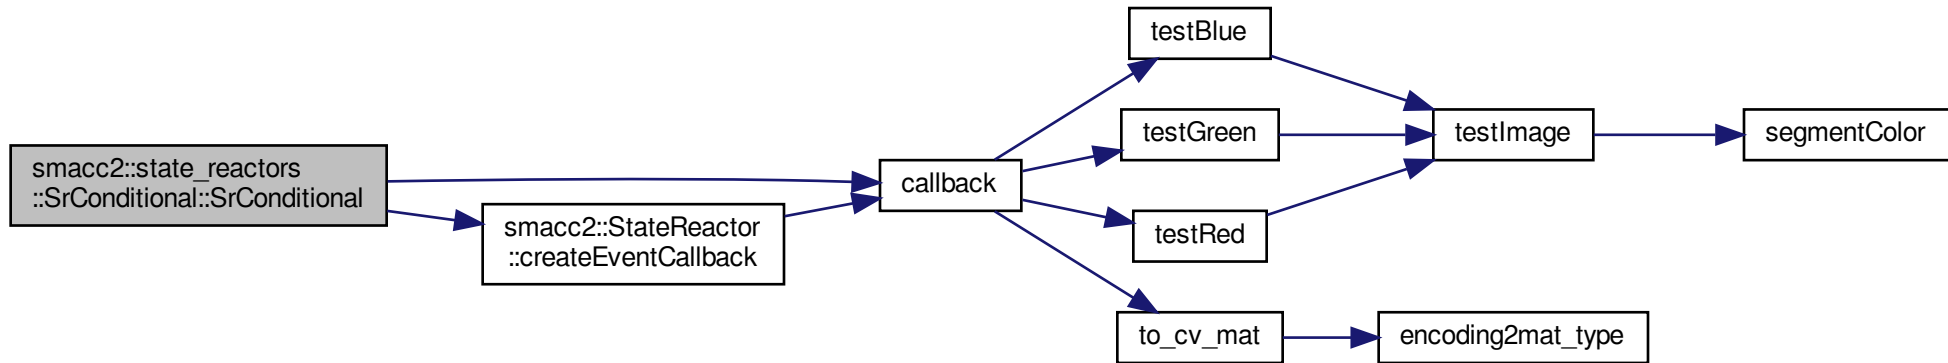 smacc2::state_reactors
::SrConditional::SrConditional
smacc2::StateReactor
::createEventCallback
callback
testBlue
testGreen
testRed
to_cv_mat
testImage
encoding2mat_type
segmentColor